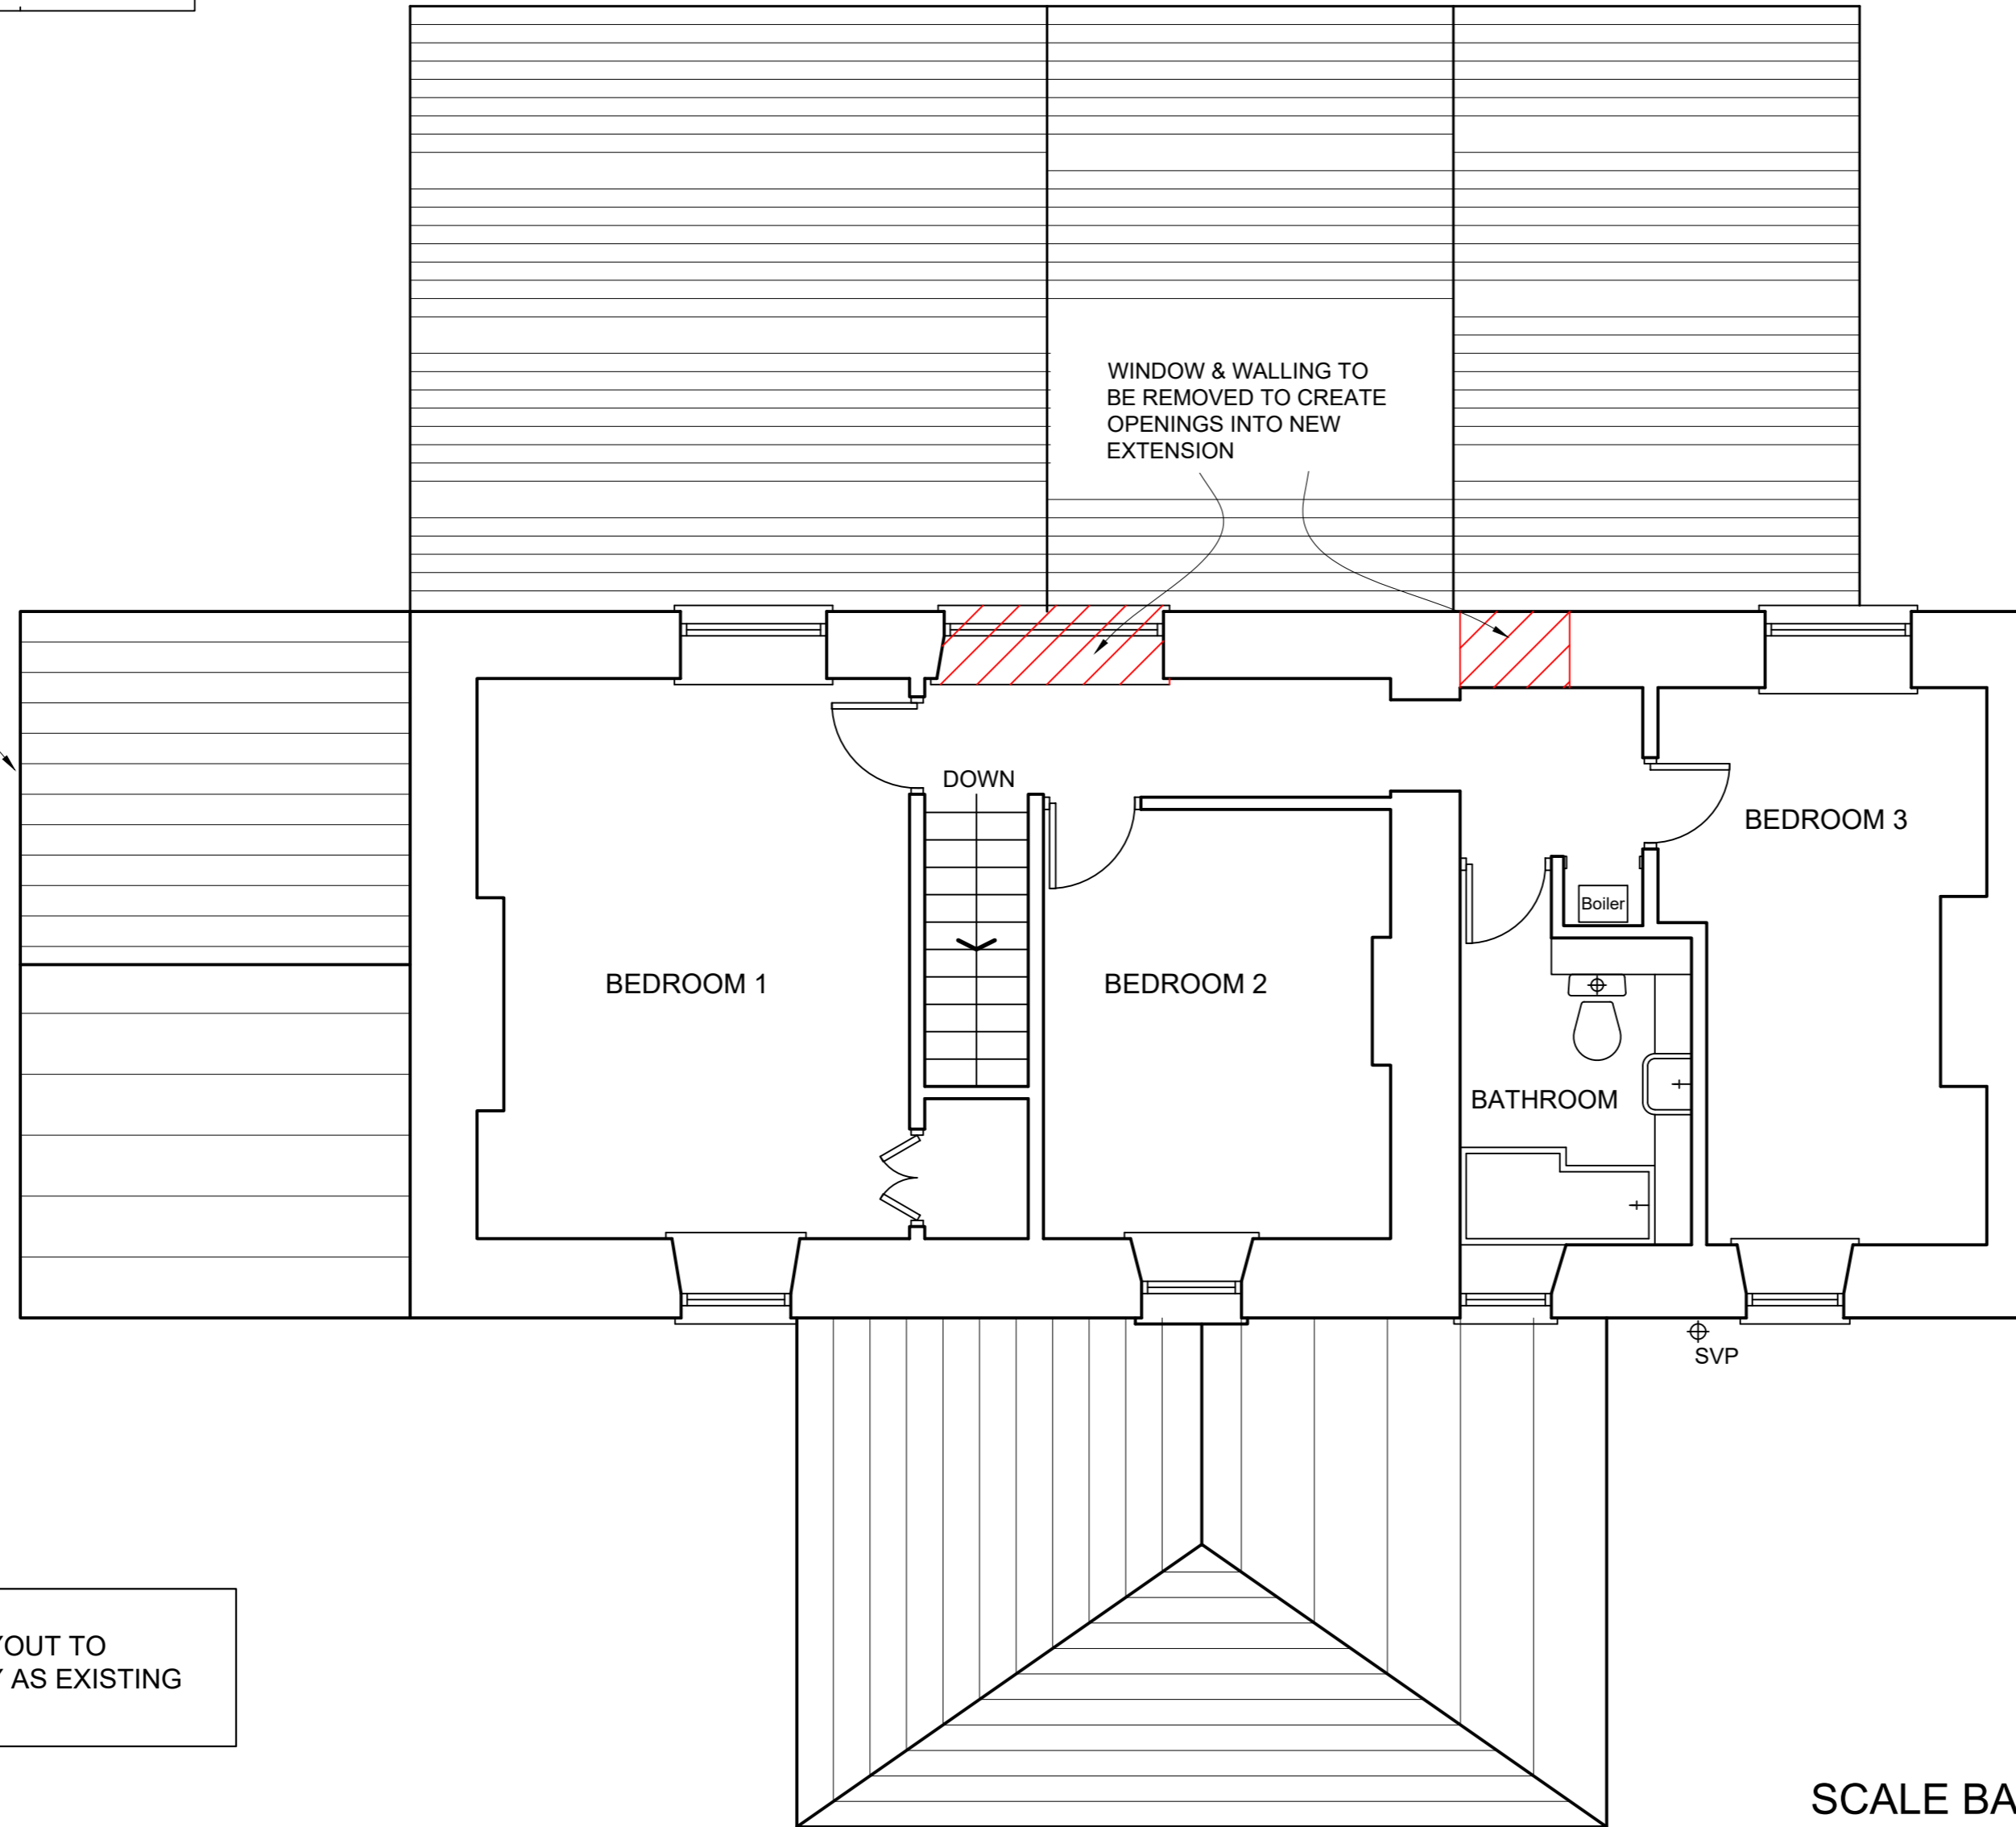 WINDOW & WALLING TO
BE REMOVED TO CREATE
OPENINGS INTO NEW
EXTENSION
DOWN
BEDROOM 3
Boiler
BEDROOM 1
BEDROOM 2
BATHROOM
SVP
YOUT TO
Y AS EXISTING
SCALE BA